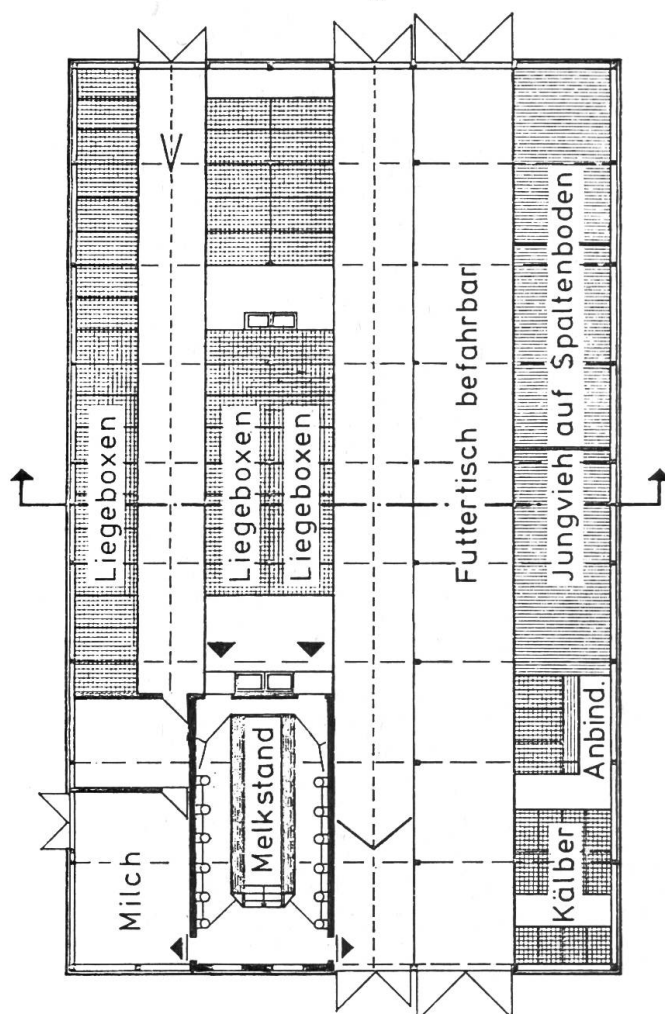 Liegeboxen
Liegeboxen
Liegeboxen
Futtertisch befahrbar
Jungvieh auf Spaltenboden
Melkstand
Milch
Anbind.
Kälber